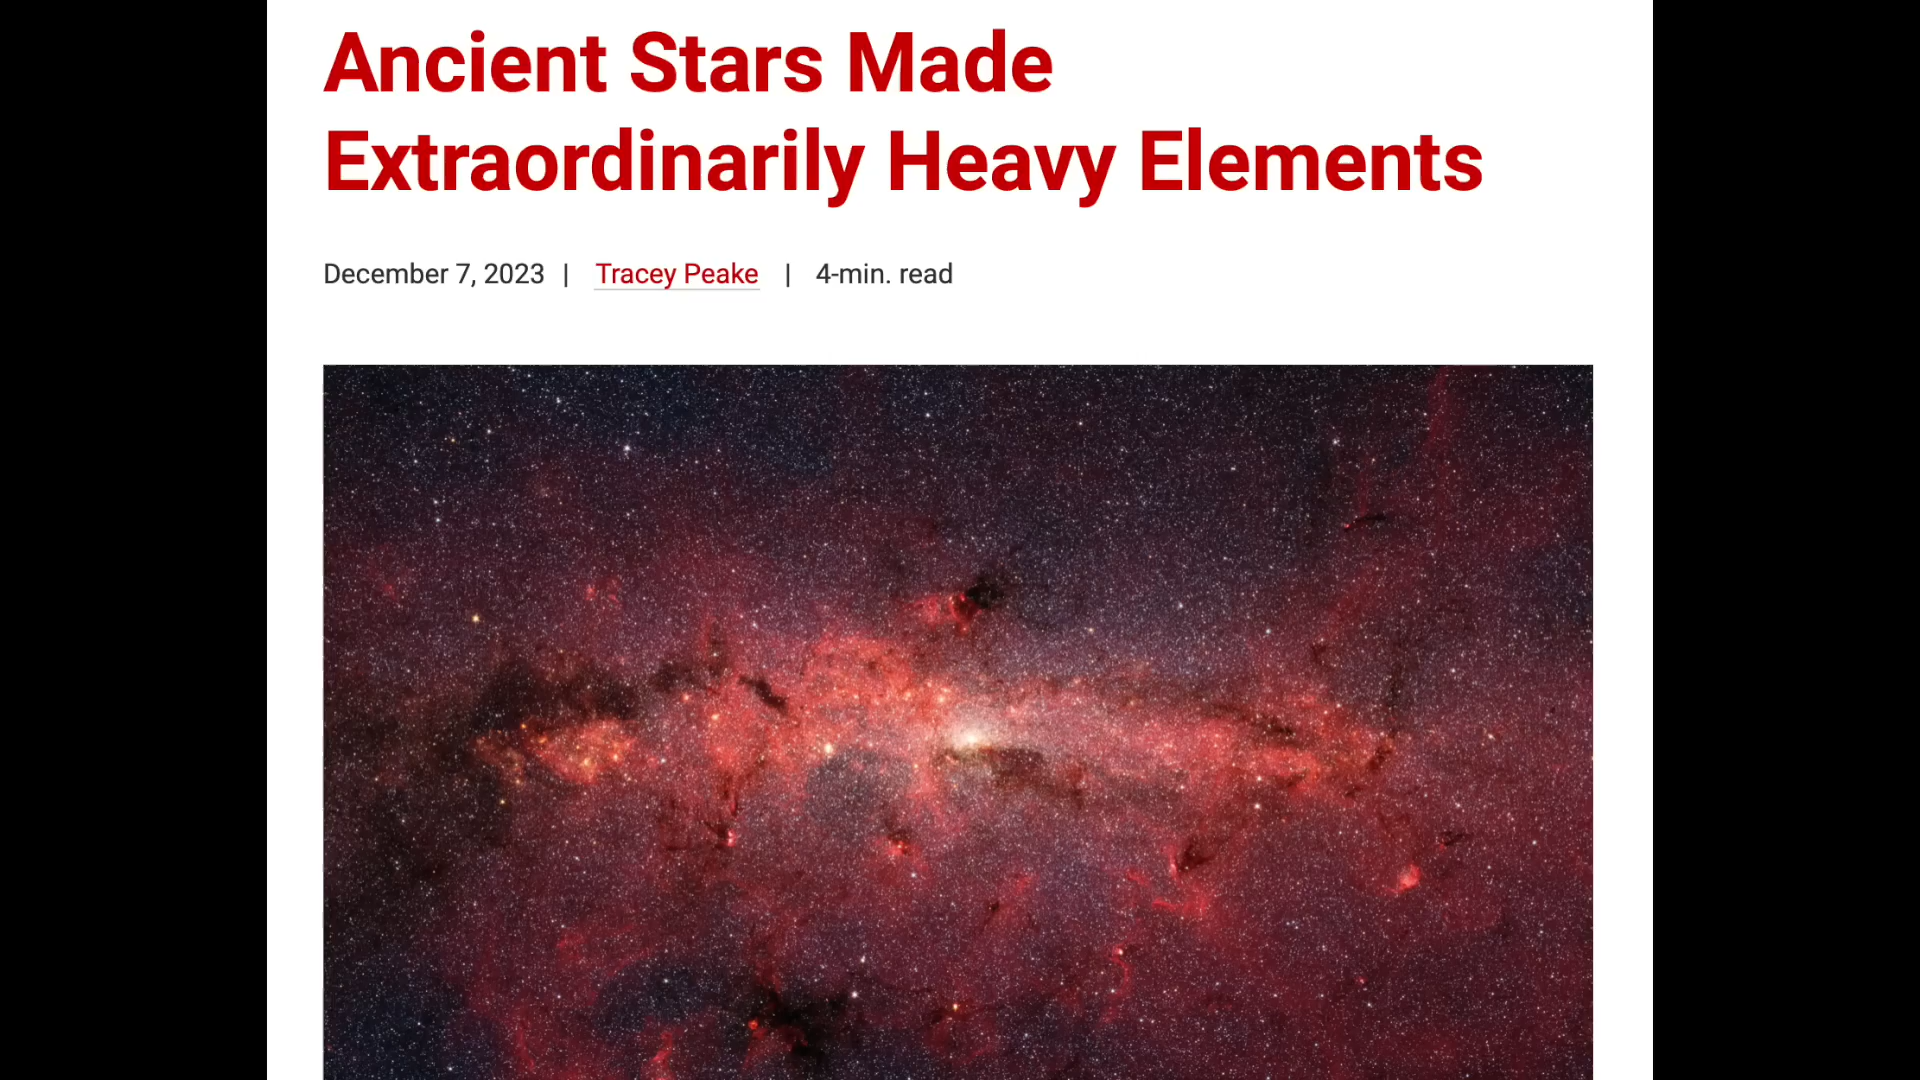 Ancient Stars Made
Extraordinarily Heavy Elements
December 7, 2023 | Tracey Peake | 4-min. read